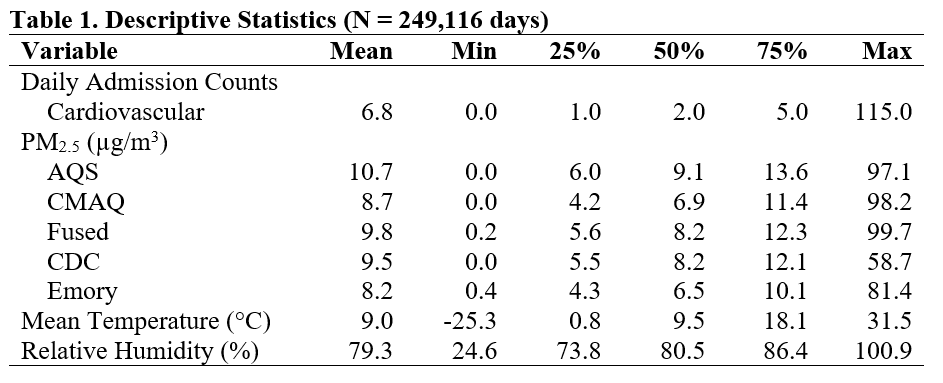 Table 1. Descriptive Statistics (N = 249,116 days)
Variable Mean Min 25% 50% 75% Max
Daily Admission Counts
Cardiovascular 6.8 0.0 1.0 2.0 5.0 115.0
PM2.5 (µg/m³)
AQS 10.7 0.0 6.0 9.1 13.6 97.1
CMAQ 8.7 0.0 4.2 6.9 11.4 98.2
Fused 9.8 0.2 5.6 8.2 12.3 99.7
CDC 9.5 0.0 5.5 8.2 12.1 58.7
Emory 8.2 0.4 4.3 6.5 10.1 81.4
Mean Temperature (°C) 9.0 -25.3 0.8 9.5 18.1 31.5
Relative Humidity (%) 79.3 24.6 73.8 80.5 86.4 100.9